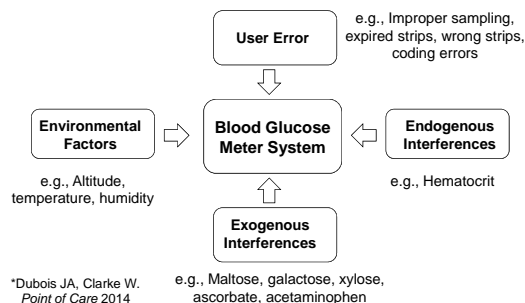 User Error
e.g., Improper sampling,
expired strips, wrong strips,
coding errors
Environmental
Factors
e.g., Altitude,
temperature, humidity
Blood Glucose
Meter System
Endogenous
Interferences
e.g., Hematocrit
Exogenous
Interferences
e.g., Maltose, galactose, xylose,
ascorbate, acetaminophen
*Dubois JA, Clarke W.
Point of Care 2014